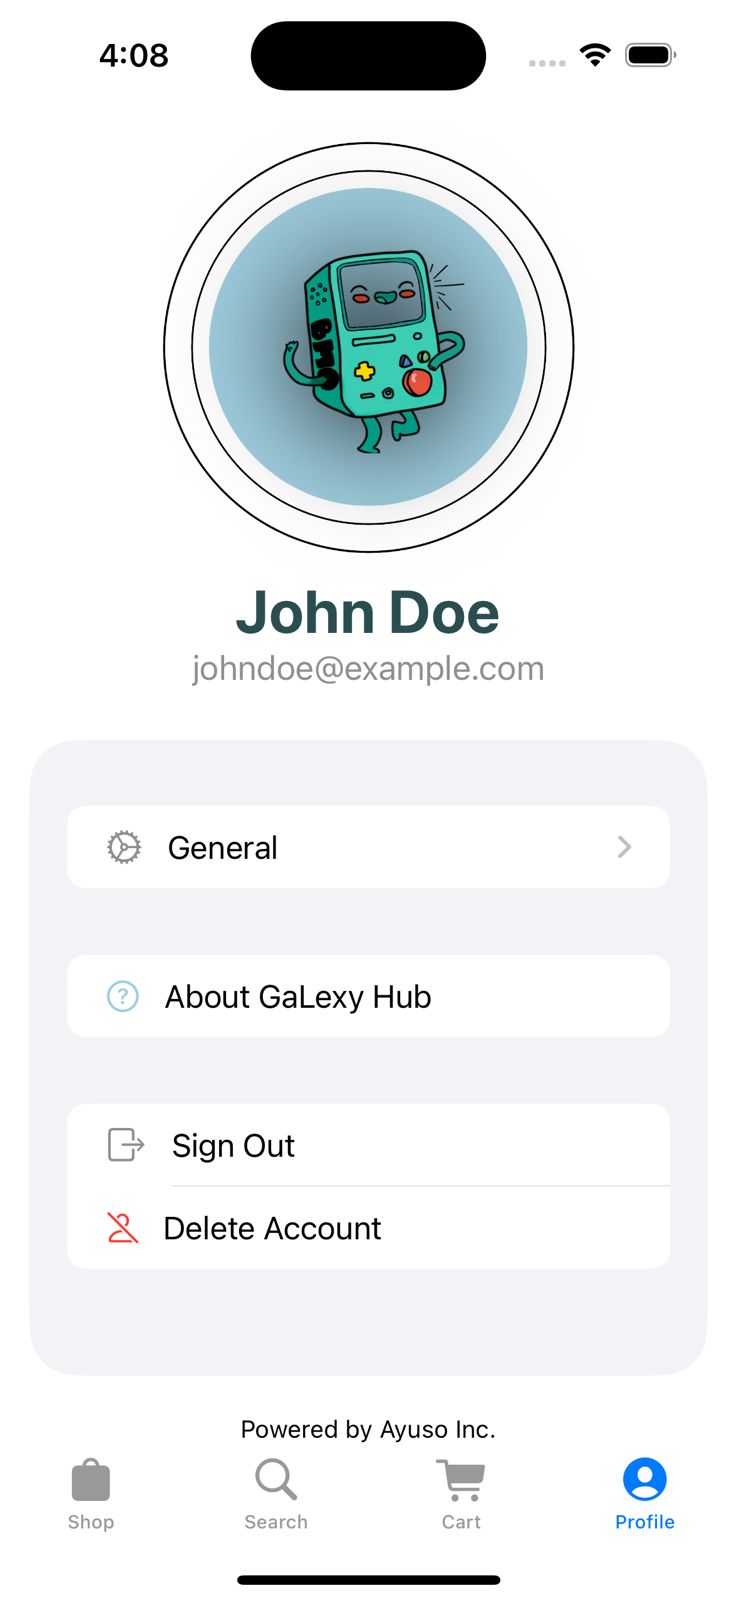 4:08
BMO
John Doe
johndoe@example.com
General
?
About GaLexy Hub
Sign Out
Delete Account
Powered by Ayuso Inc.
Shop
Search
Cart
Profile